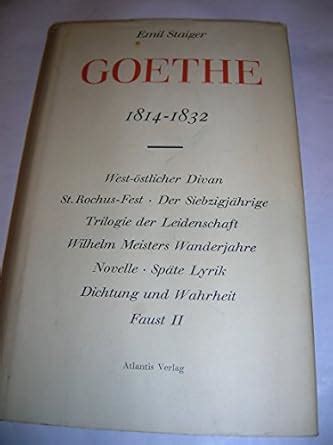 Emil Staiger
GOETHE
1814-1832
West-östlicher Divan
St. Rochus-Fest · Der Siebzigjährige
Trilogie der Leidenschaft
Wilhelm Meisters Wanderjahre
Novelle · Späte Lyrik
Dichtung und Wahrheit
Faust II
Atlantis Verlag